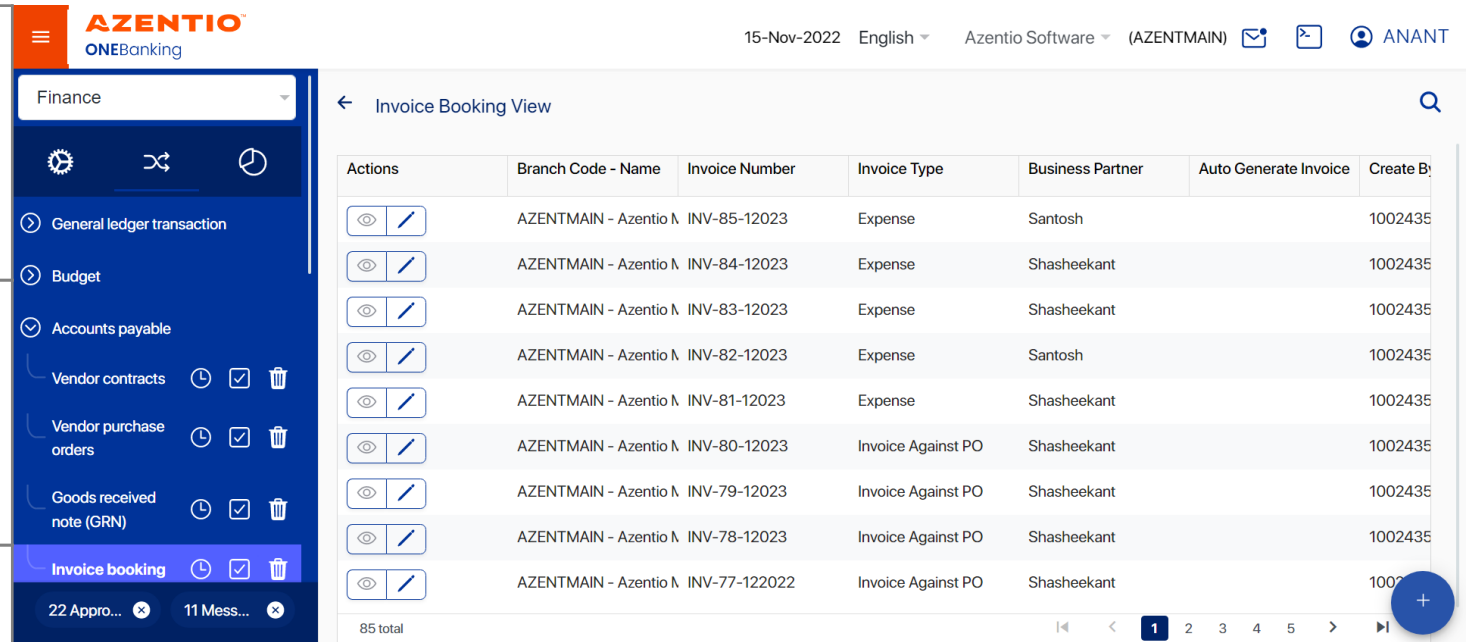 AZENTIO™
ONEBanking
15-Nov-2022 English Azentio Software (AZENTMAIN) ANANT
Finance
General ledger transaction
Budget
Accounts payable
Vendor contracts
Vendor purchase
orders
Goods received
note (GRN)
Invoice booking
22 Appro... 11 Mess...
Invoice Booking View
Actions Branch Code - Name Invoice Number Invoice Type Business Partner Auto Generate Invoice Create By
AZENTMAIN - Azentio M INV-85-12023 Expense Santosh 1002435
AZENTMAIN - Azentio M INV-84-12023 Expense Shasheekant 1002435
AZENTMAIN - Azentio M INV-83-12023 Expense Shasheekant 1002435
AZENTMAIN - Azentio M INV-82-12023 Expense Santosh 1002435
AZENTMAIN - Azentio M INV-81-12023 Expense Shasheekant 1002435
AZENTMAIN - Azentio M INV-80-12023 Invoice Against PO Shasheekant 1002435
AZENTMAIN - Azentio M INV-79-12023 Invoice Against PO Shasheekant 1002435
AZENTMAIN - Azentio M INV-78-12023 Invoice Against PO Shasheekant 1002435
AZENTMAIN - Azentio M INV-77-122022 Invoice Against PO Shasheekant
85 total 1 2 3 4 5